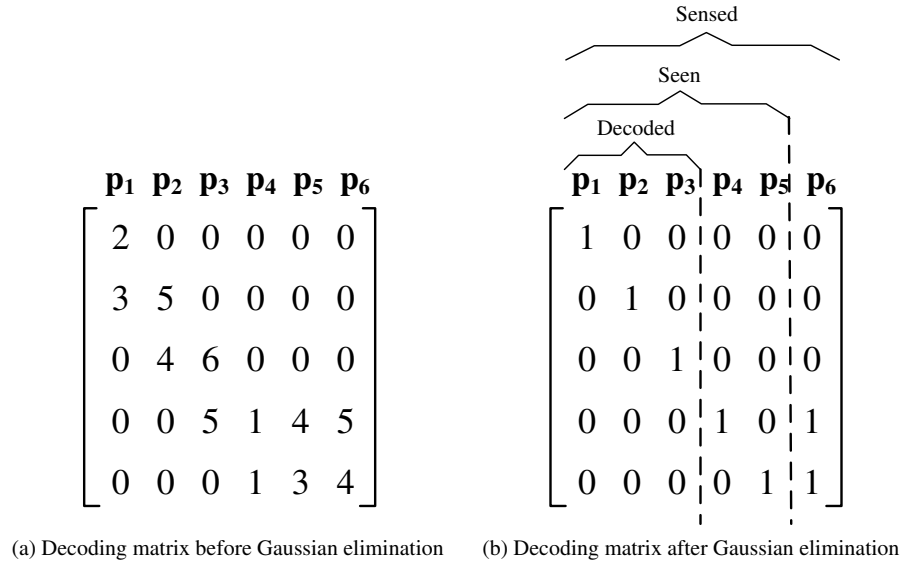 Sensed
Seen
Decoded
p1 p2 p3 p4 p5 p6
2 0 0 0 0 0
3 5 0 0 0 0
0 4 6 0 0 0
0 0 5 1 4 5
0 0 0 1 3 4
(a) Decoding matrix before Gaussian elimination
p1 p2 p3 p4 p5 p6
1 0 0 0 0 0
0 1 0 0 0 0
0 0 1 0 0 0
0 0 0 1 0 1
0 0 0 0 1 1
(b) Decoding matrix after Gaussian elimination